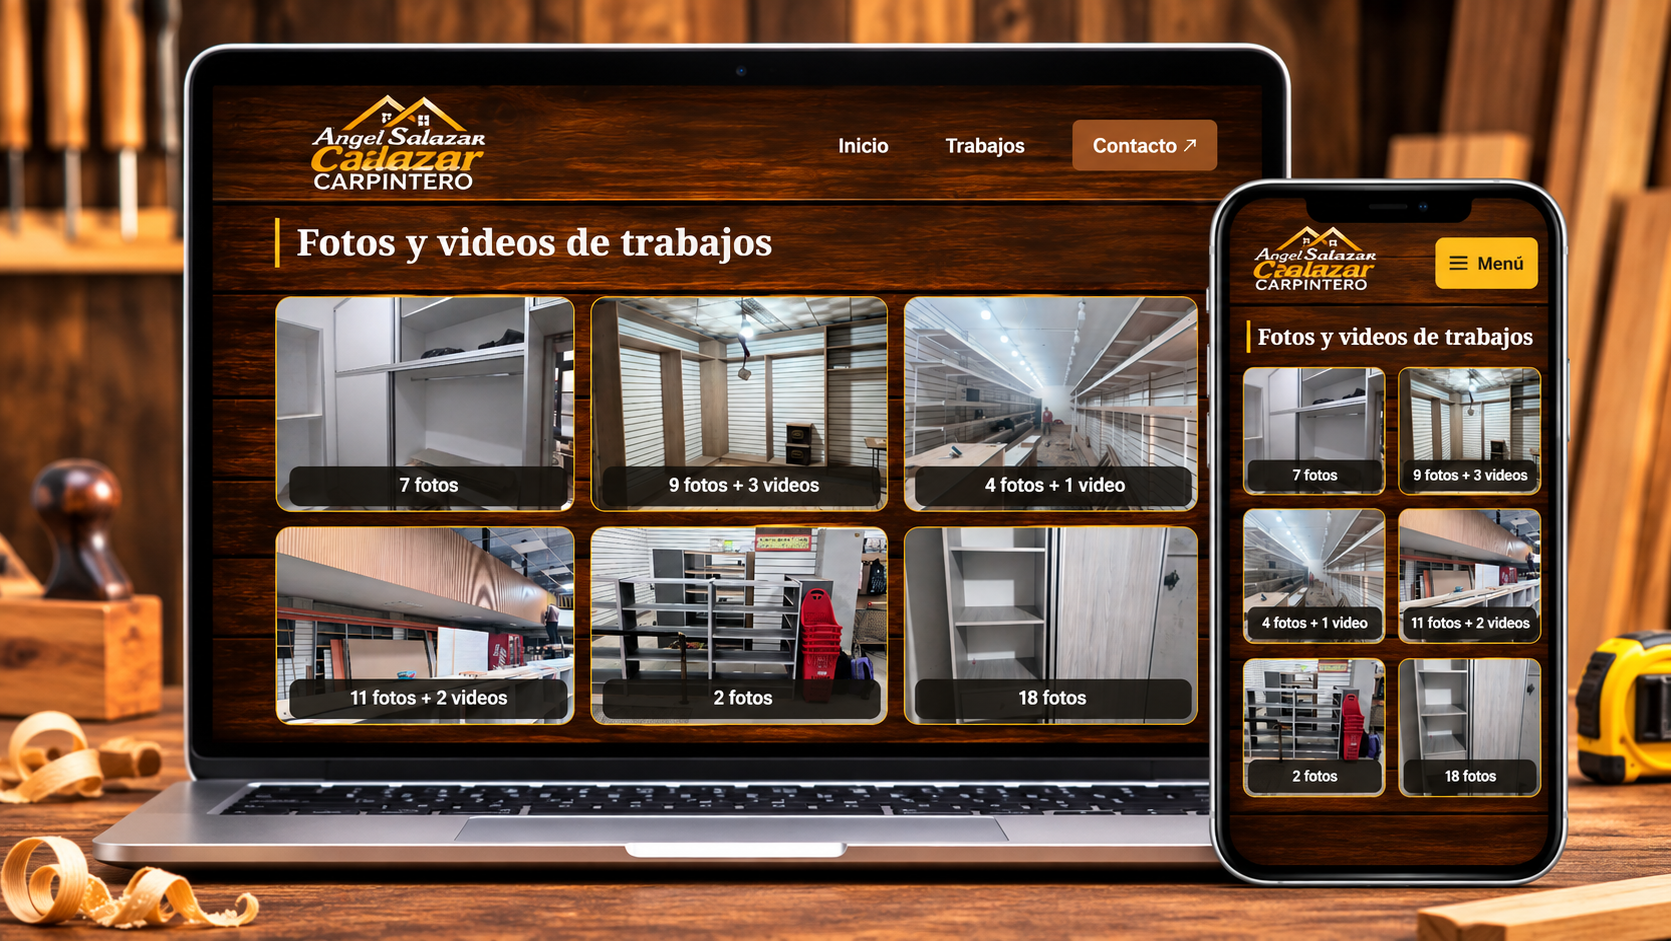 Angel Salazar
Cadazar
CARPINTERO
Inicio
Trabajos
Contacto ↗
Fotos y videos de trabajos
7 fotos
9 fotos + 3 videos
4 fotos + 1 video
11 fotos + 2 videos
2 fotos
18 fotos
Angel Salazar
Calazar
CARPINTERO
Menú
Fotos y videos de trabajos
7 fotos
9 fotos + 3 videos
4 fotos + 1 video
11 fotos + 2 videos
2 fotos
18 fotos